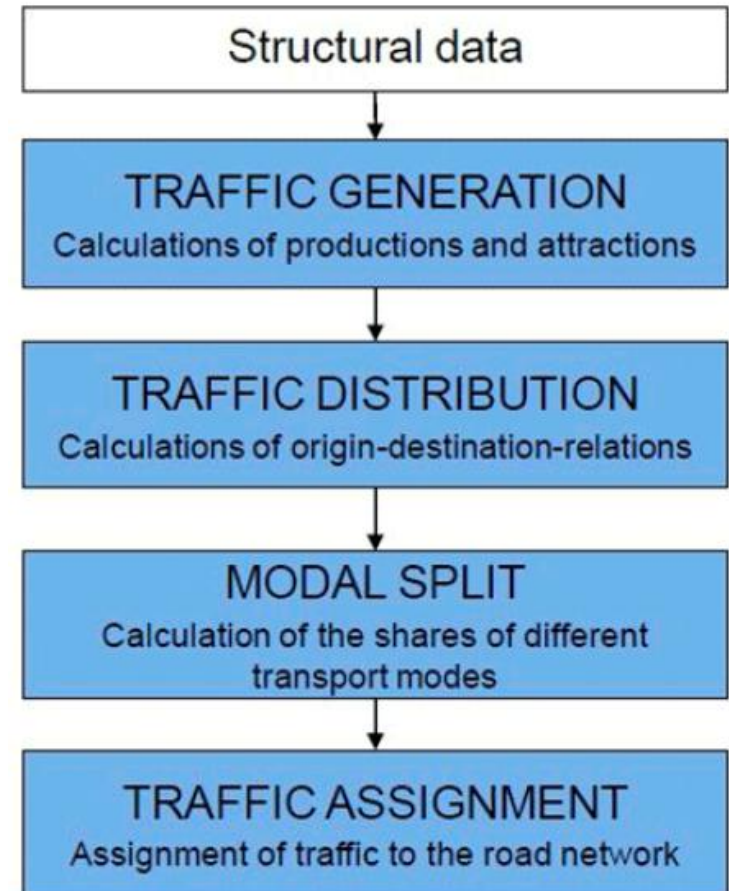 Structural data
TRAFFIC GENERATION
Calculations of productions and attractions
TRAFFIC DISTRIBUTION
Calculations of origin-destination-relations
MODAL SPLIT
Calculation of the shares of different
transport modes
TRAFFIC ASSIGNMENT
Assignment of traffic to the road network